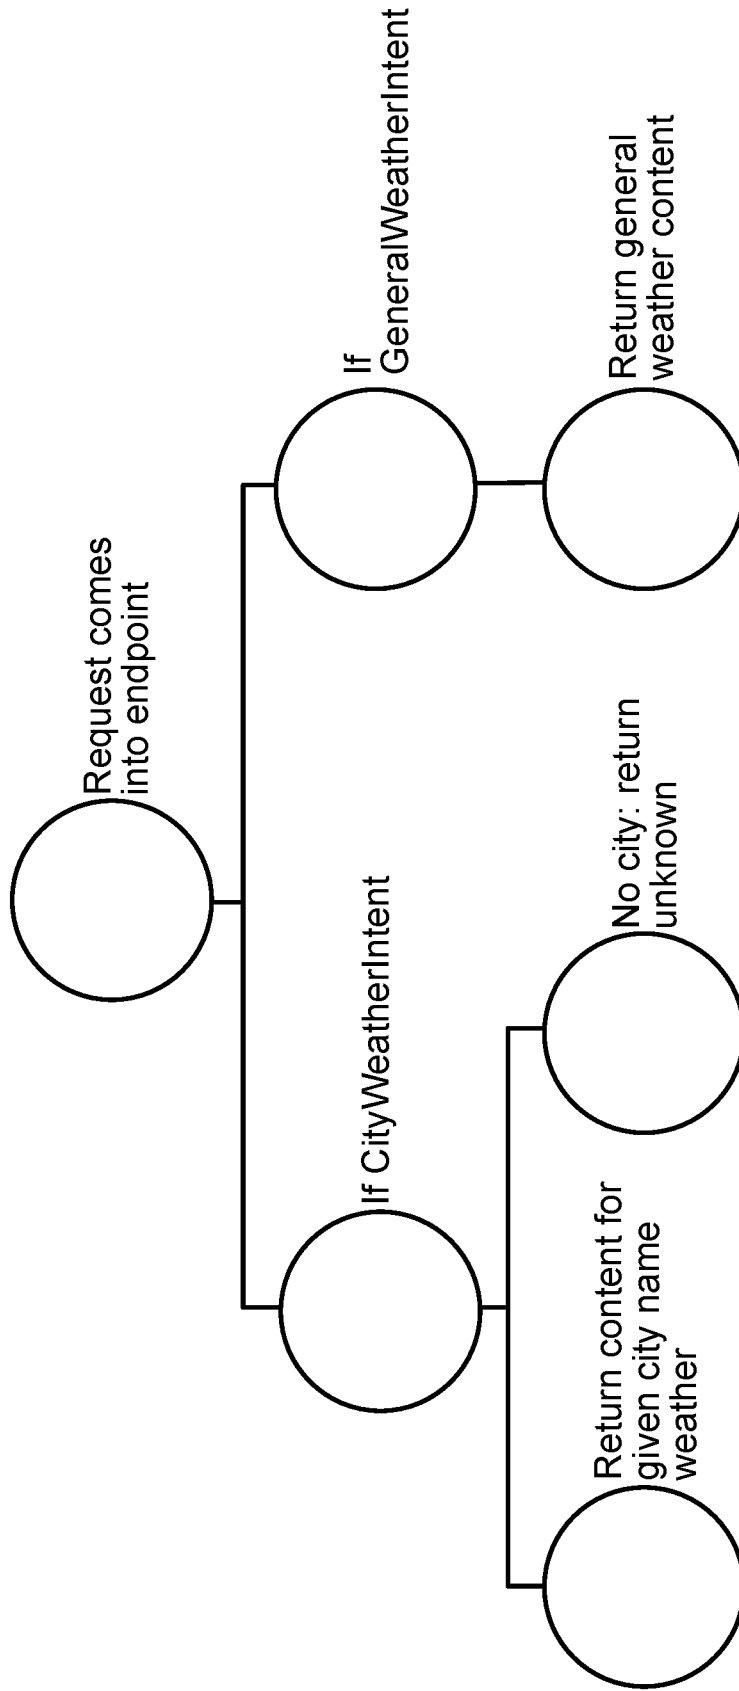 Request comes
into endpoint
If CityWeatherIntent
If
GeneralWeatherIntent
Return content for
given city name
weather
No city: return
unknown
Return general
weather content